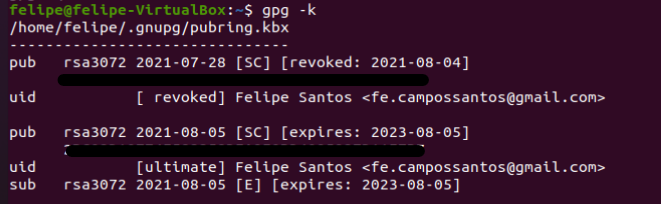 felipe@felipe-VirtualBox:~$ gpg -k
/home/felipe/.gnupg/pubring.kbx
-------------------------------
pub   rsa3072 2021-07-28 [SC] [revoked: 2021-08-04]
uid           [ revoked] Felipe Santos <fe.campossantos@gmail.com>
pub   rsa3072 2021-08-05 [SC] [expires: 2023-08-05]
uid           [ultimate] Felipe Santos <fe.campossantos@gmail.com>
sub   rsa3072 2021-08-05 [E] [expires: 2023-08-05]